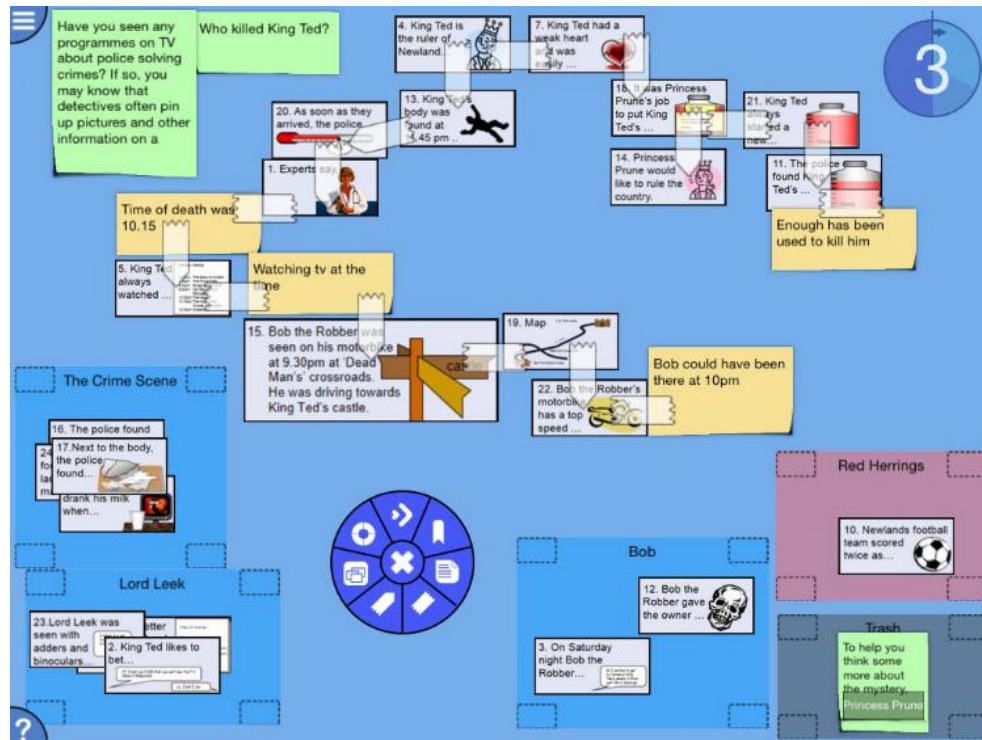 Have you seen any
programmes on TV
about police solving
crimes? If so, you
may know that
detectives often pin
up pictures and other
information on a
Who killed King Ted?
4. King Ted is
the ruler of
Newland.
7. King Ted had a
weak heart
and was
easily ...
3
20. As soon as they
arrived, the police
13. King Ted's
body was
found at
.45 pm ..
18. It was Princess
Prune's job
to put King
Ted's ...
21. King Ted
always
started a
new...
1. Experts say
14. Princess
Prune would
like to rule the
country.
11. The police
found King
Ted's ...
Time of death was
10.15
Enough has been
used to kill him
5. King Ted
always
watched ...
Watching tv at the
time
15. Bob the Robber was
seen on his motorbike
at 9.30pm at 'Dead
Man's' crossroads.
He was driving towards
King Ted's castle.
19. Map
22. Bob the Robber's
motorbike
has a top
speed ...
Bob could have been
there at 10pm
The Crime Scene
16. The police found
17.Next to the body,
the police
found...
24
drank his milk
when...
Red Herrings
10. Newlands football
team scored
twice as...
Lord Leek
23.Lord Leek was
seen with
adders and
binoculars...
etter
2. King Ted likes to
bet...
Bob
12. Bob the
Robber gave
the owner ...
3. On Saturday
night Bob the
Robber...
Trash
To help you
think some
more about
the mystery,
Princess Prune
?